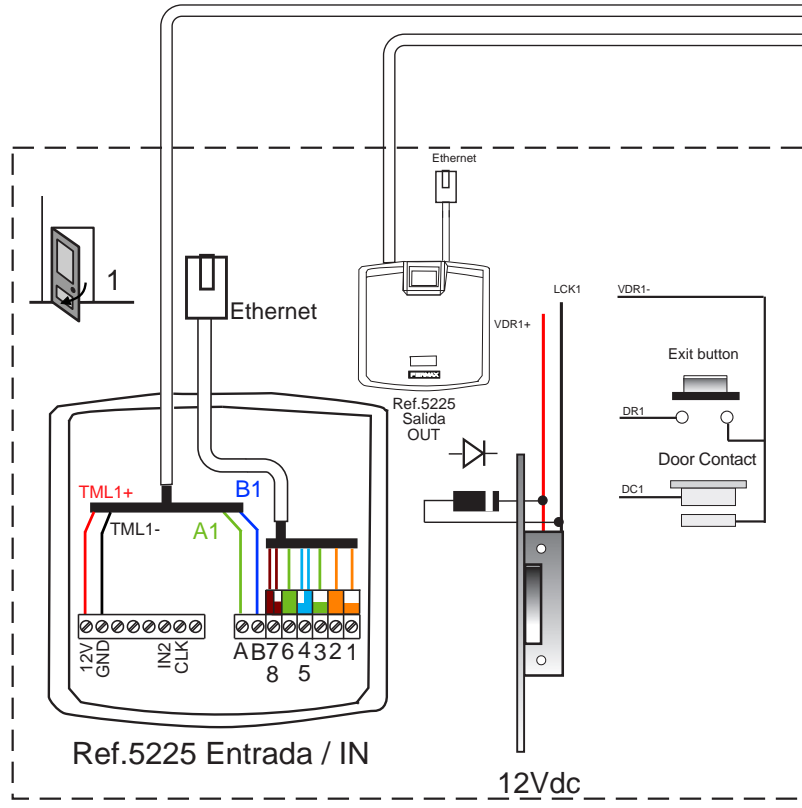 Ethernet
1
Ethernet
LCK1
VDR1-
VDR1+
Exit button
FERMAX
Ref.5225
Salida
OUT
DR1
Door Contact
DC1
TML1+
B1
TML1-
A1
12V
GND
IN2
CLK
A B 7 6 4 3 2 1
8 5
Ref.5225 Entrada / IN
12Vdc